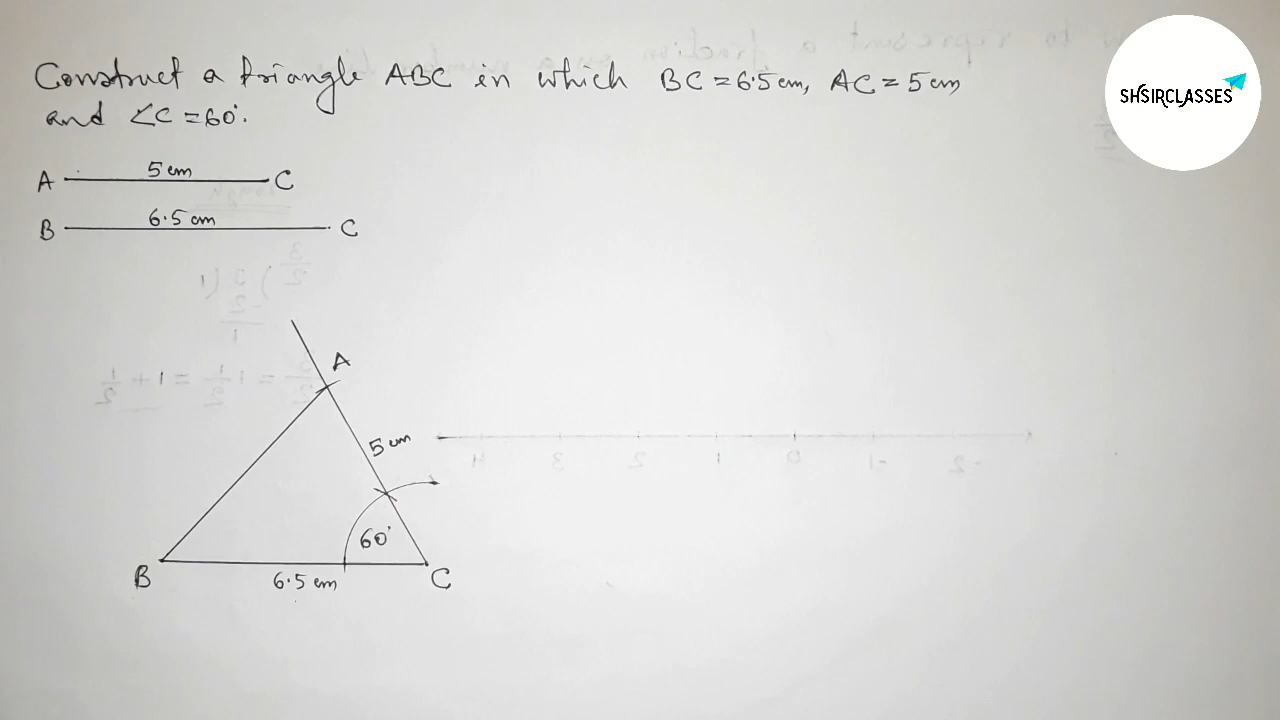 Construct a triangle ABC in which BC = 6.5 cm, AC = 5 cm
and ∠C = 60°.
SHSIRCLASSES
A 5 cm C
B 6.5 cm C
A
5 cm
60°
B 6.5 cm C